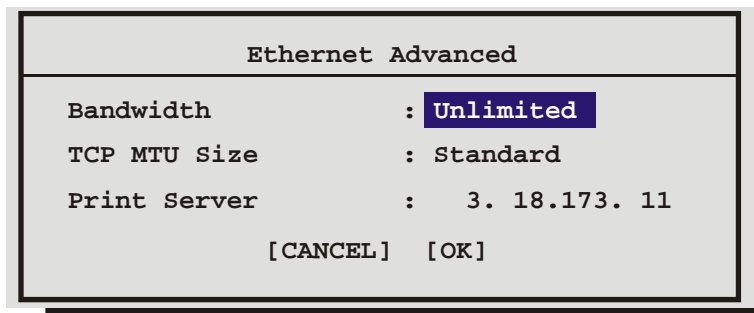 Ethernet Advanced
Bandwidth : Unlimited
TCP MTU Size : Standard
Print Server : 3. 18.173. 11
[CANCEL] [OK]